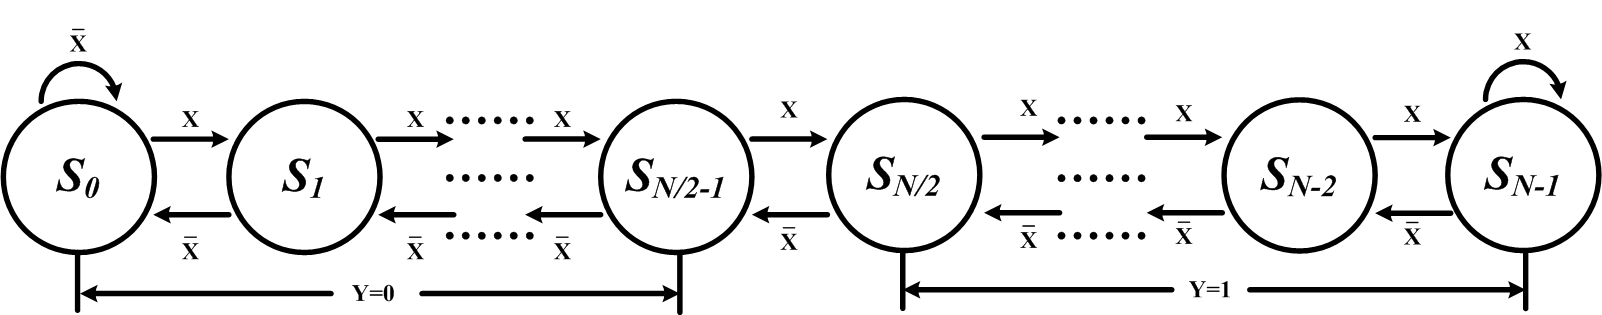 X̄ X
X X X X X X X X
S0 S1 SN/2-1 SN/2 SN-2 SN-1
X̄ X̄ X̄ X̄ X̄ X̄ X̄
Y=0 Y=1